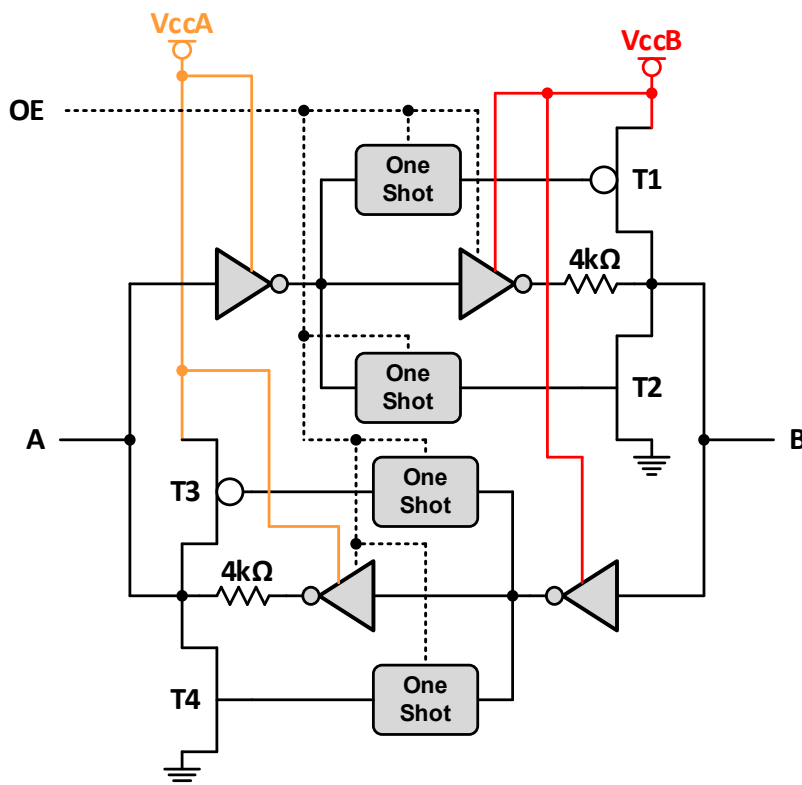 VccA
VccB
OE
One
Shot
T1
4kΩ
One
Shot
T2
A
B
One
Shot
T3
4kΩ
One
Shot
T4